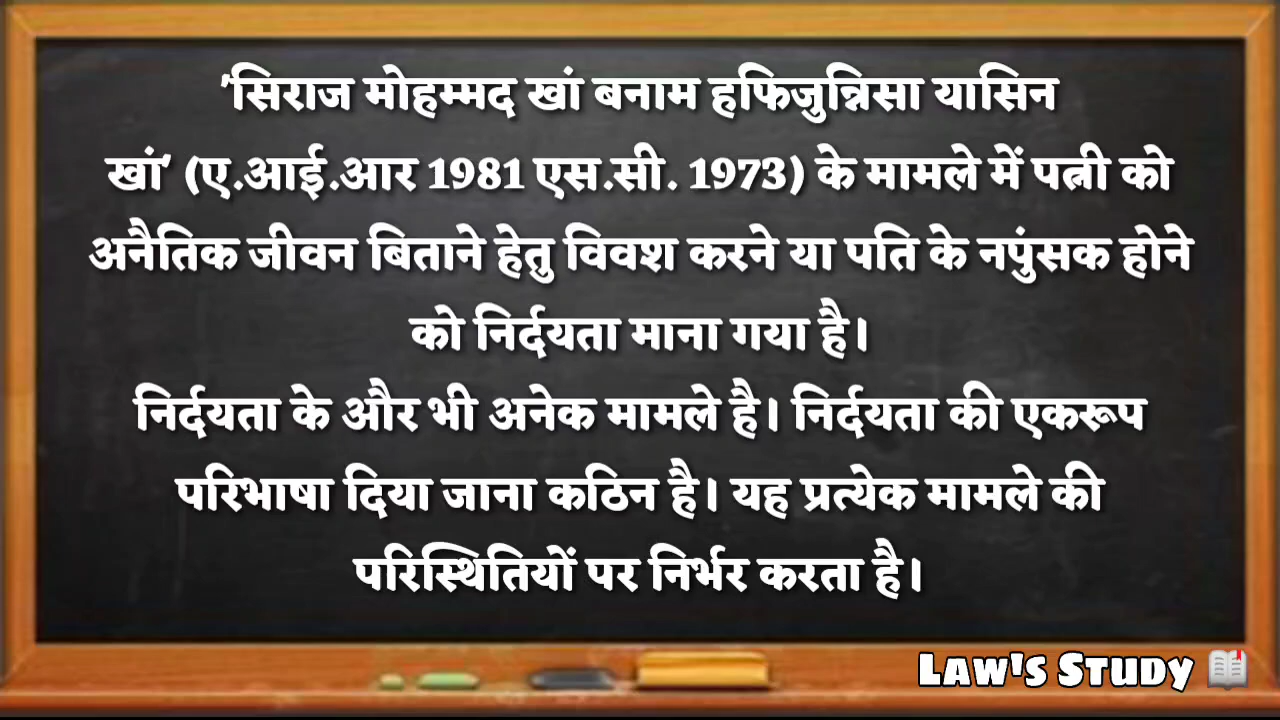 'सिराज मोहम्मद खां बनाम हफिजुन्निसा यासिन
खां' (ए.आई.आर 1981 एस.सी. 1973) के मामले में पत्नी को
अनैतिक जीवन बिताने हेतु विवश करने या पति के नपुंसक होने
को निर्दयता माना गया है।
निर्दयता के और भी अनेक मामले है। निर्दयता की एकरूप
परिभाषा दिया जाना कठिन है। यह प्रत्येक मामले की
परिस्थितियों पर निर्भर करता है।
LAW'S STUDY